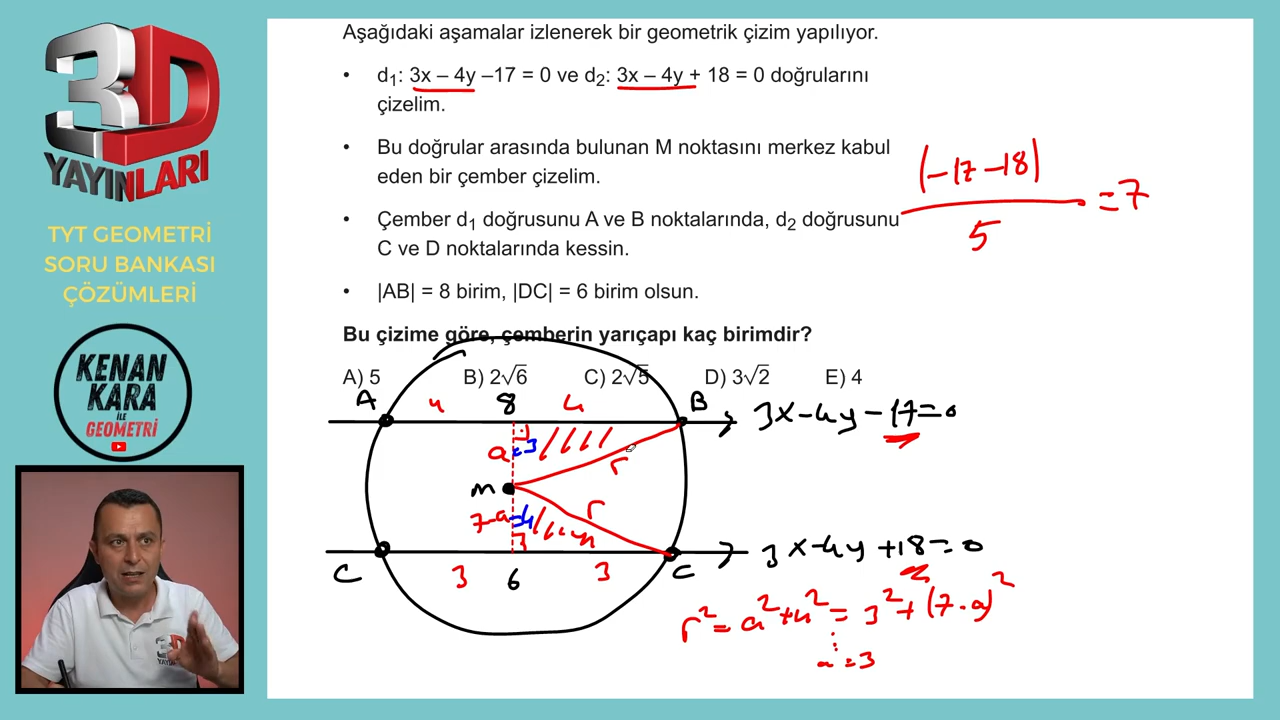 3D
YAYINLARI
TYT GEOMETRİ
SORU BANKASI
ÇÖZÜMLERİ
KENAN
KARA
İLE
GEOMETRİ
3D
YAYINLARI
Aşağıdaki aşamalar izlenerek bir geometrik çizim yapılıyor.
• d1: 3x – 4y –17 = 0 ve d2: 3x – 4y + 18 = 0 doğrularını
çizelim.
• Bu doğrular arasında bulunan M noktasını merkez kabul
eden bir çember çizelim.
• Çember d1 doğrusunu A ve B noktalarında, d2 doğrusunu
C ve D noktalarında kessin.
• |AB| = 8 birim, |DC| = 6 birim olsun.
Bu çizime göre, çemberin yarıçapı kaç birimdir?
A) 5 B) 2√6 C) 2√5 D) 3√2 E) 4
|-17-18|
5
=7
A 4 8 4 B 3x-4y-17=0
a =3 r
M
7-a =4 r
C 3 6 3 C 3x-4y+18=0
r²=a²+4²=3²+(7-a)²
a=3